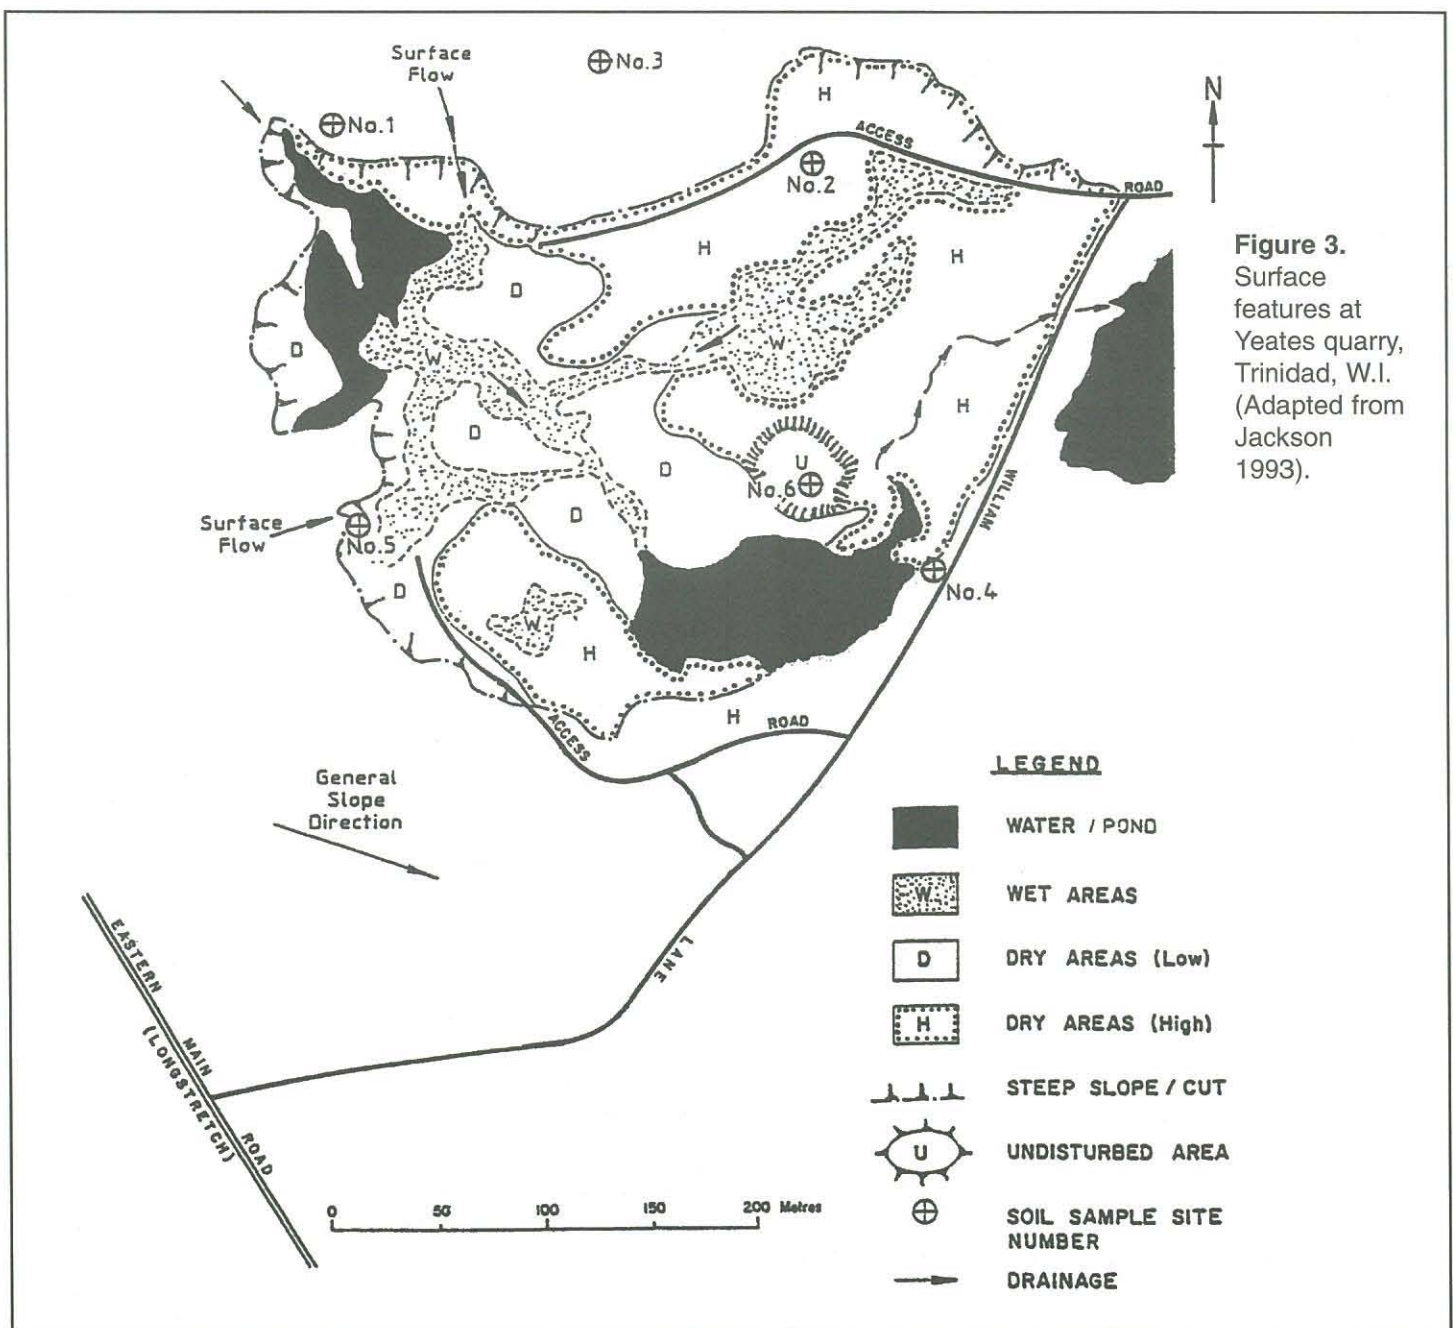 Surface
Flow
No.3
No.1
H
N
ACCESS
No.2
ROAD
H
H
D
D
W
W
H
D
D
U
No.6
WILLIAM
Surface
Flow
No.5
D
D
No.4
W
H
H
ACCESS
ROAD
General
Slope
Direction
LANE
EASTERN
MAIN
ROAD
(LONGSTRETCH)
0 50 100 150 200 Metres
Figure 3.
Surface
features at
Yeates quarry,
Trinidad, W.I.
(Adapted from
Jackson
1993).
LEGEND
WATER / POND
W WET AREAS
D DRY AREAS (Low)
H DRY AREAS (High)
STEEP SLOPE / CUT
U UNDISTURBED AREA
SOIL SAMPLE SITE
NUMBER
DRAINAGE